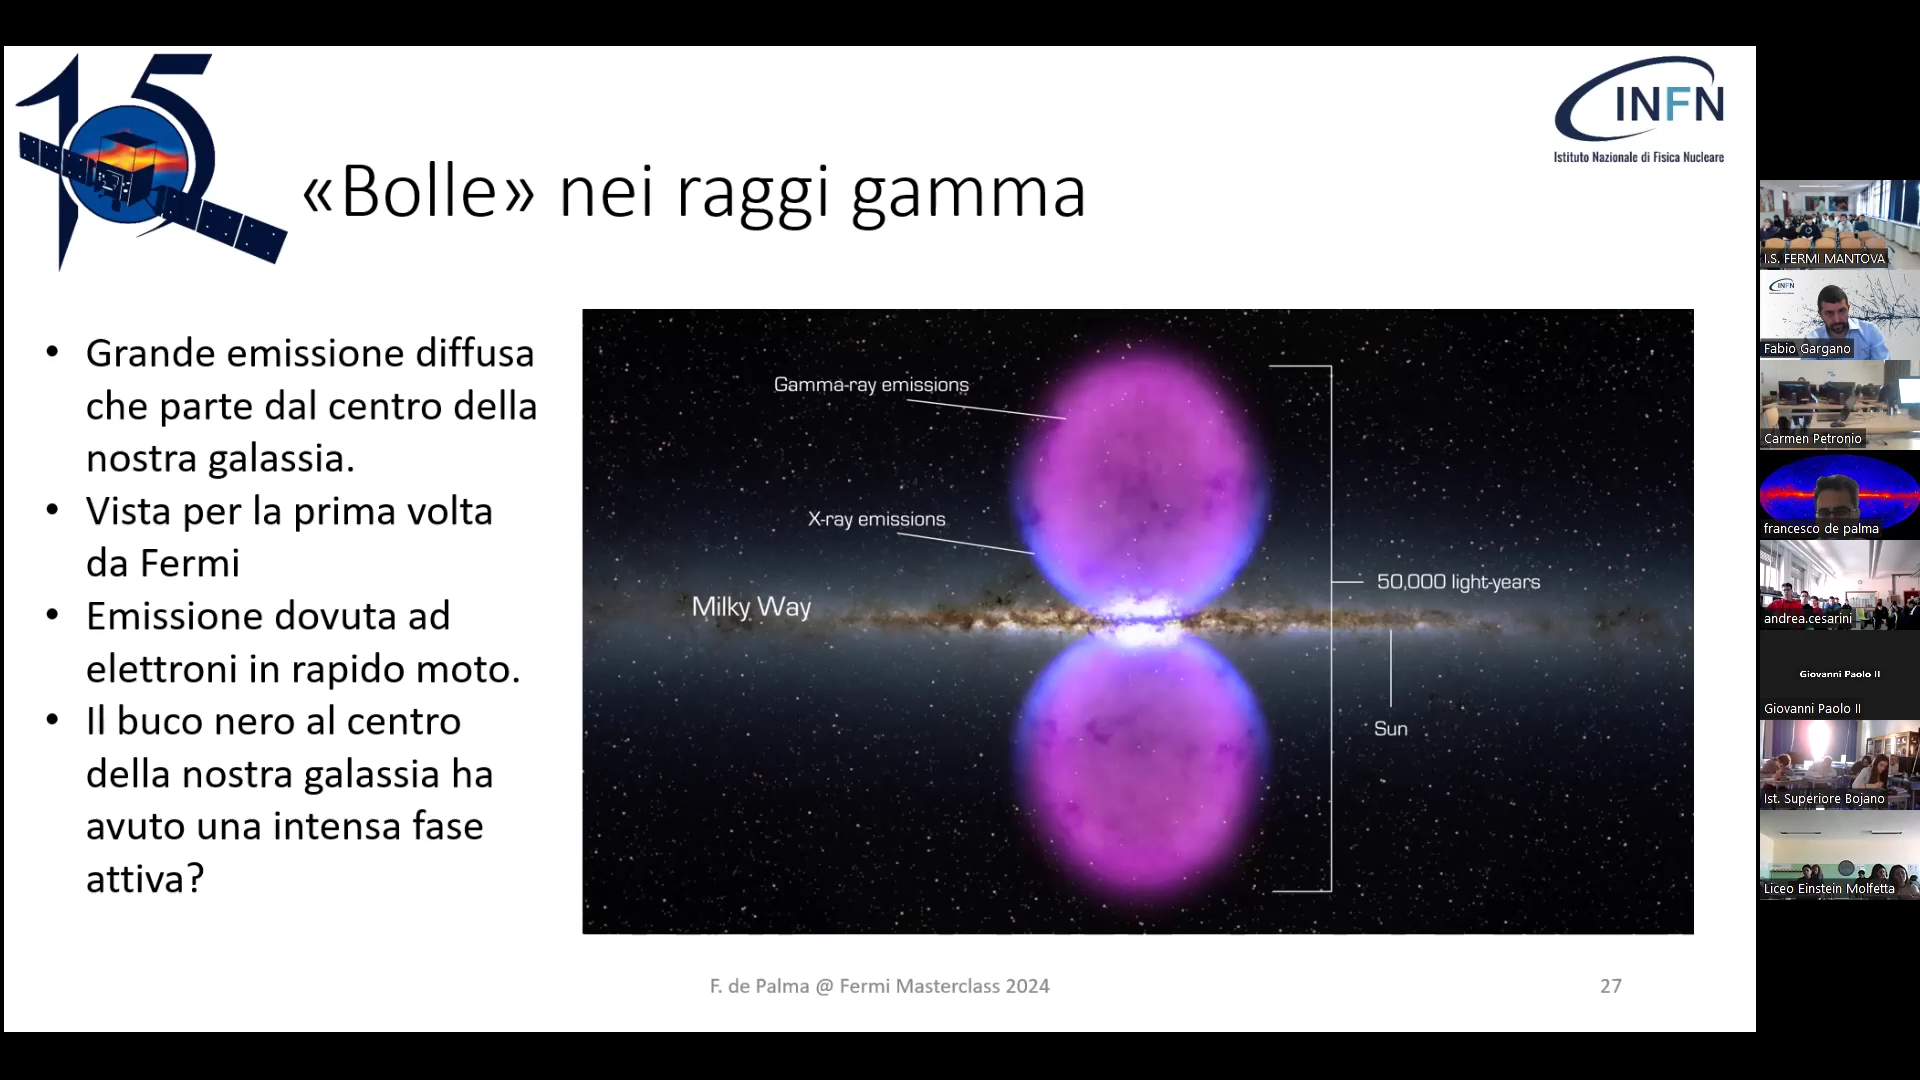 15
INFN
Istituto Nazionale di Fisica Nucleare
«Bolle» nei raggi gamma
• Grande emissione diffusa
che parte dal centro della
nostra galassia.
• Vista per la prima volta
da Fermi
• Emissione dovuta ad
elettroni in rapido moto.
• Il buco nero al centro
della nostra galassia ha
avuto una intensa fase
attiva?
Gamma-ray emissions
X-ray emissions
Milky Way
50,000 light-years
Sun
F. de Palma @ Fermi Masterclass 2024
27
I.S. FERMI MANTOVA
INFN
Fabio Gargano
Carmen Petronio
francesco de palma
andrea.cesarini
Giovanni Paolo II
Giovanni Paolo II
Ist. Superiore Bojano
Liceo Einstein Molfetta